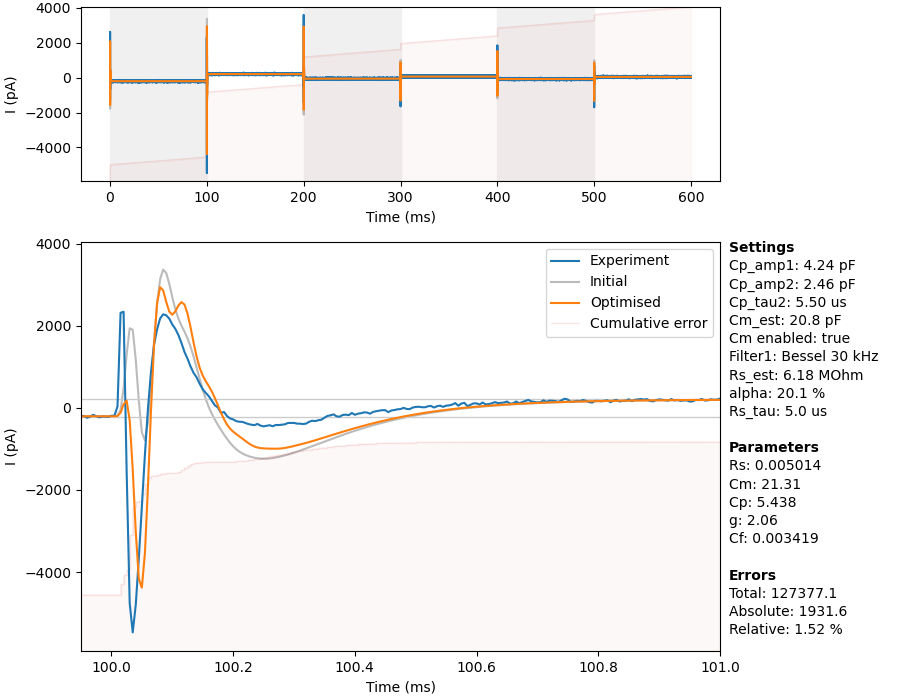 4000
2000
0
−2000
−4000
I (pA)
0
100
200
300
400
500
600
Time (ms)
4000
2000
0
−2000
−4000
I (pA)
100.0
100.2
100.4
100.6
100.8
101.0
Time (ms)
Experiment
Initial
Optimised
Cumulative error
Settings
Cp_amp1: 4.24 pF
Cp_amp2: 2.46 pF
Cp_tau2: 5.50 us
Cm_est: 20.8 pF
Cm enabled: true
Filter1: Bessel 30 kHz
Rs_est: 6.18 MOhm
alpha: 20.1 %
Rs_tau: 5.0 us
Parameters
Rs: 0.005014
Cm: 21.31
Cp: 5.438
g: 2.06
Cf: 0.003419
Errors
Total: 127377.1
Absolute: 1931.6
Relative: 1.52 %